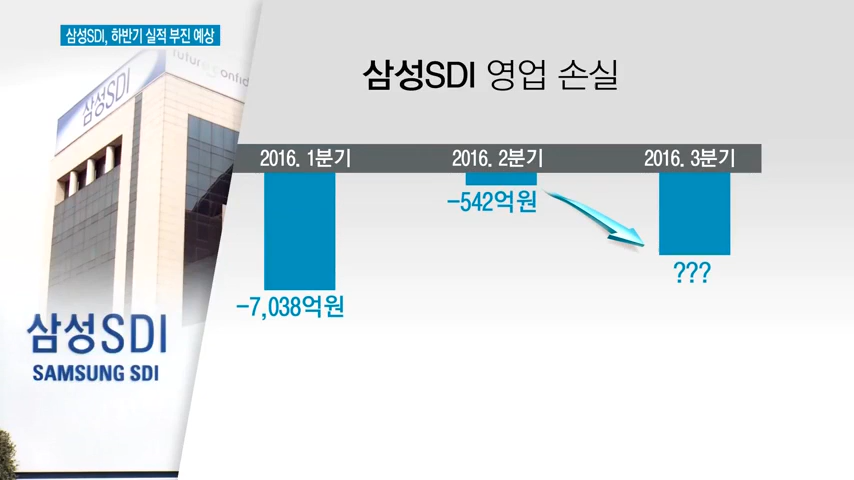 삼성SDI, 하반기 실적 부진 예상
삼성SDI 영업 손실
2016. 1분기
2016. 2분기
2016. 3분기
-7,038억원
-542억원
???
삼성SDI
삼성SDI
SAMSUNG SDI